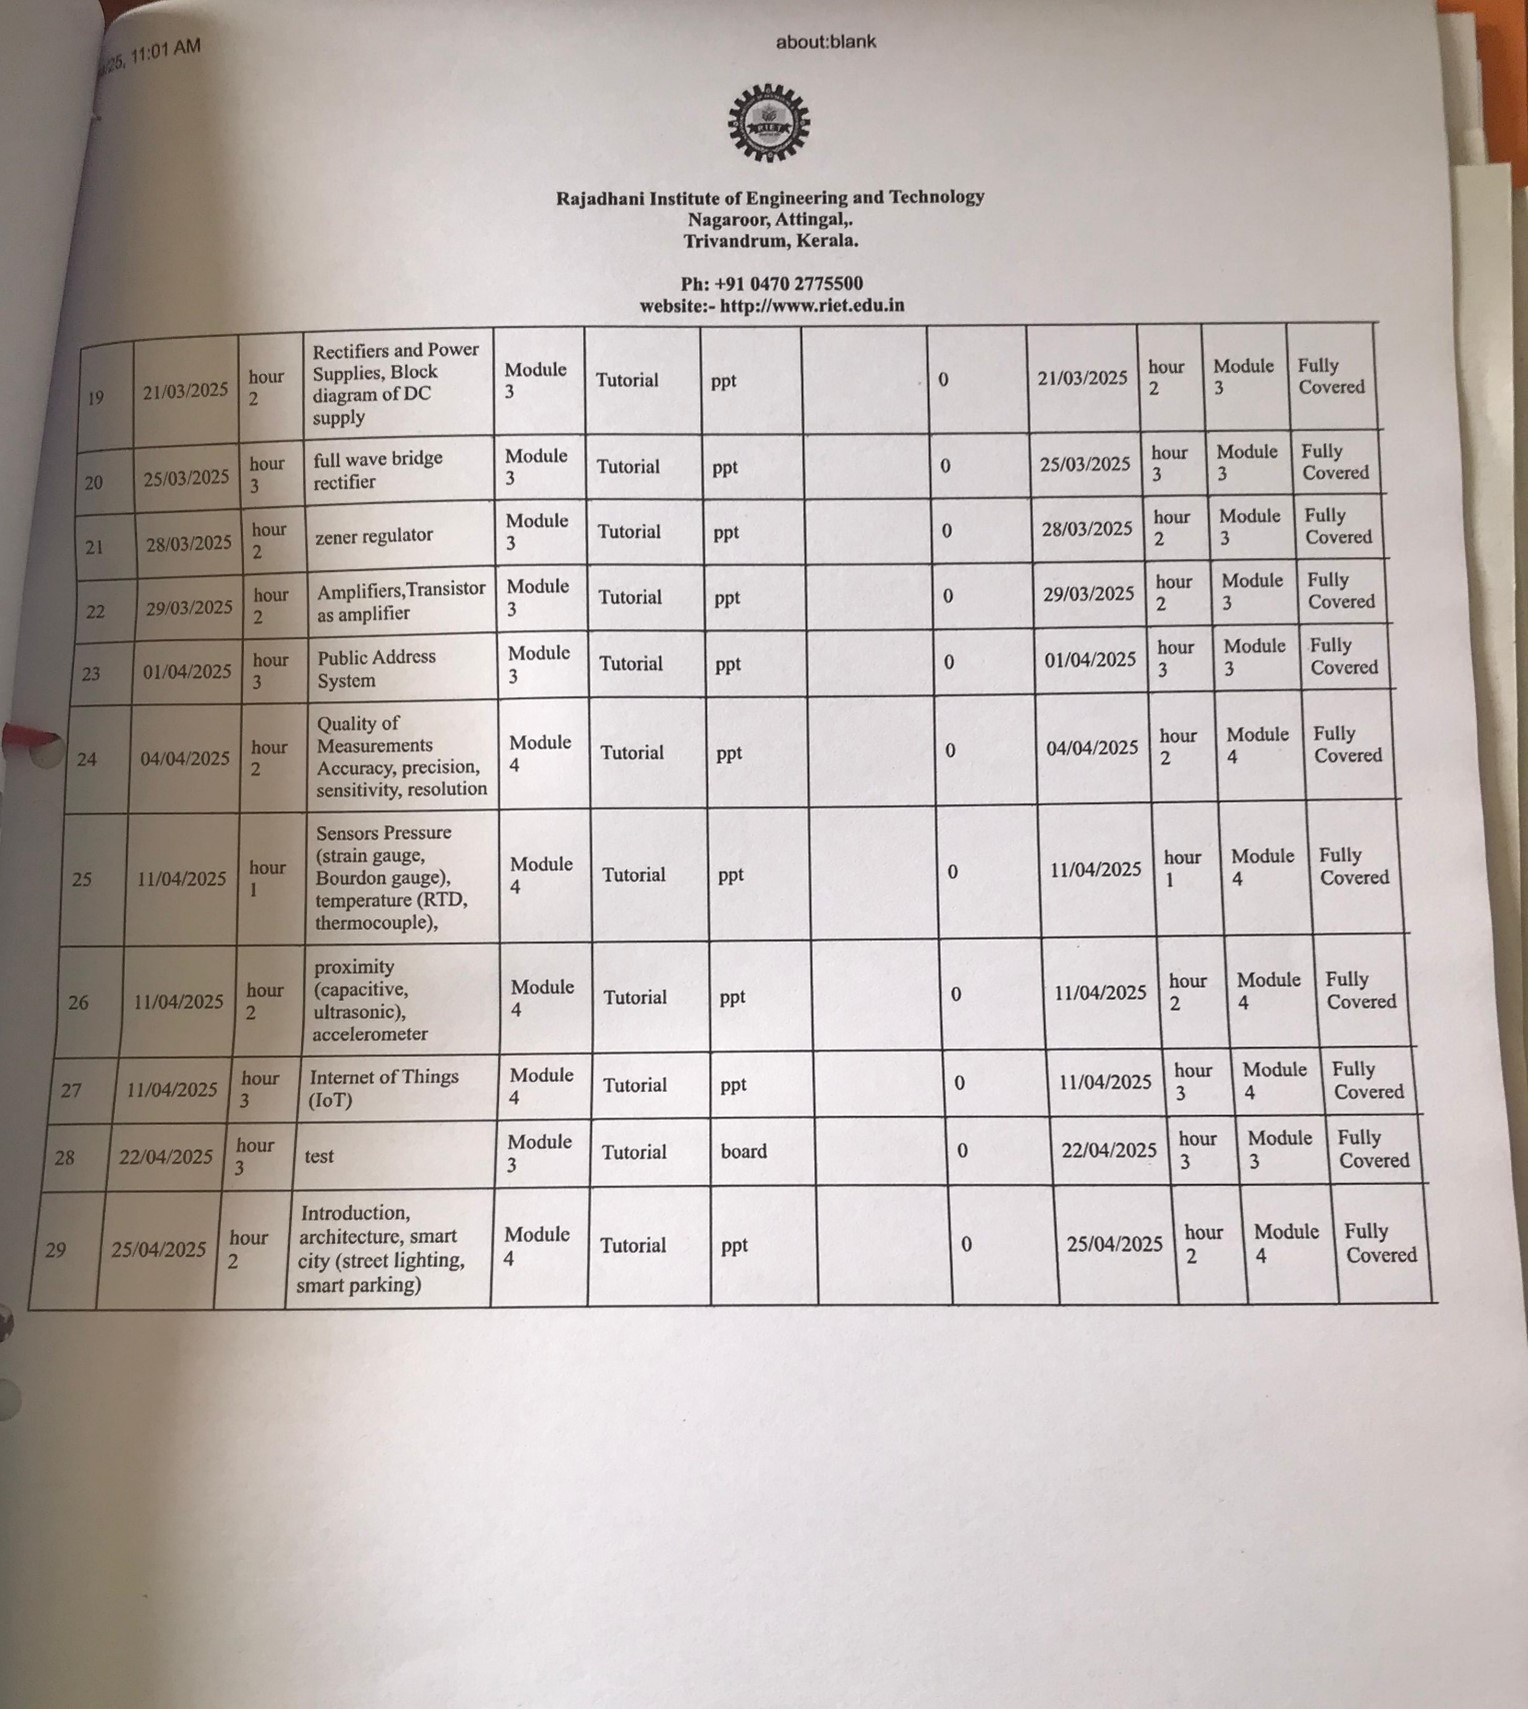 25, 11:01 AM
about:blank
RIET
Rajadhani Institute of Engineering and Technology
Nagaroor, Attingal,.
Trivandrum, Kerala.
Ph: +91 0470 2775500
website:- http://www.riet.edu.in
19 21/03/2025 hour 2 Rectifiers and Power Supplies, Block diagram of DC supply Module 3 Tutorial ppt 0 21/03/2025 hour 2 Module 3 Fully Covered
20 25/03/2025 hour 3 full wave bridge rectifier Module 3 Tutorial ppt 0 25/03/2025 hour 3 Module 3 Fully Covered
21 28/03/2025 hour 2 zener regulator Module 3 Tutorial ppt 0 28/03/2025 hour 2 Module 3 Fully Covered
22 29/03/2025 hour 2 Amplifiers,Transistor as amplifier Module 3 Tutorial ppt 0 29/03/2025 hour 2 Module 3 Fully Covered
23 01/04/2025 hour 3 Public Address System Module 3 Tutorial ppt 0 01/04/2025 hour 3 Module 3 Fully Covered
24 04/04/2025 hour 2 Quality of Measurements Accuracy, precision, sensitivity, resolution Module 4 Tutorial ppt 0 04/04/2025 hour 2 Module 4 Fully Covered
25 11/04/2025 hour 1 Sensors Pressure (strain gauge, Bourdon gauge), temperature (RTD, thermocouple), Module 4 Tutorial ppt 0 11/04/2025 hour 1 Module 4 Fully Covered
26 11/04/2025 hour 2 proximity (capacitive, ultrasonic), accelerometer Module 4 Tutorial ppt 0 11/04/2025 hour 2 Module 4 Fully Covered
27 11/04/2025 hour 3 Internet of Things (IoT) Module 4 Tutorial ppt 0 11/04/2025 hour 3 Module 4 Fully Covered
28 22/04/2025 hour 3 test Module 3 Tutorial board 0 22/04/2025 hour 3 Module 3 Fully Covered
29 25/04/2025 hour 2 Introduction, architecture, smart city (street lighting, smart parking) Module 4 Tutorial ppt 0 25/04/2025 hour 2 Module 4 Fully Covered